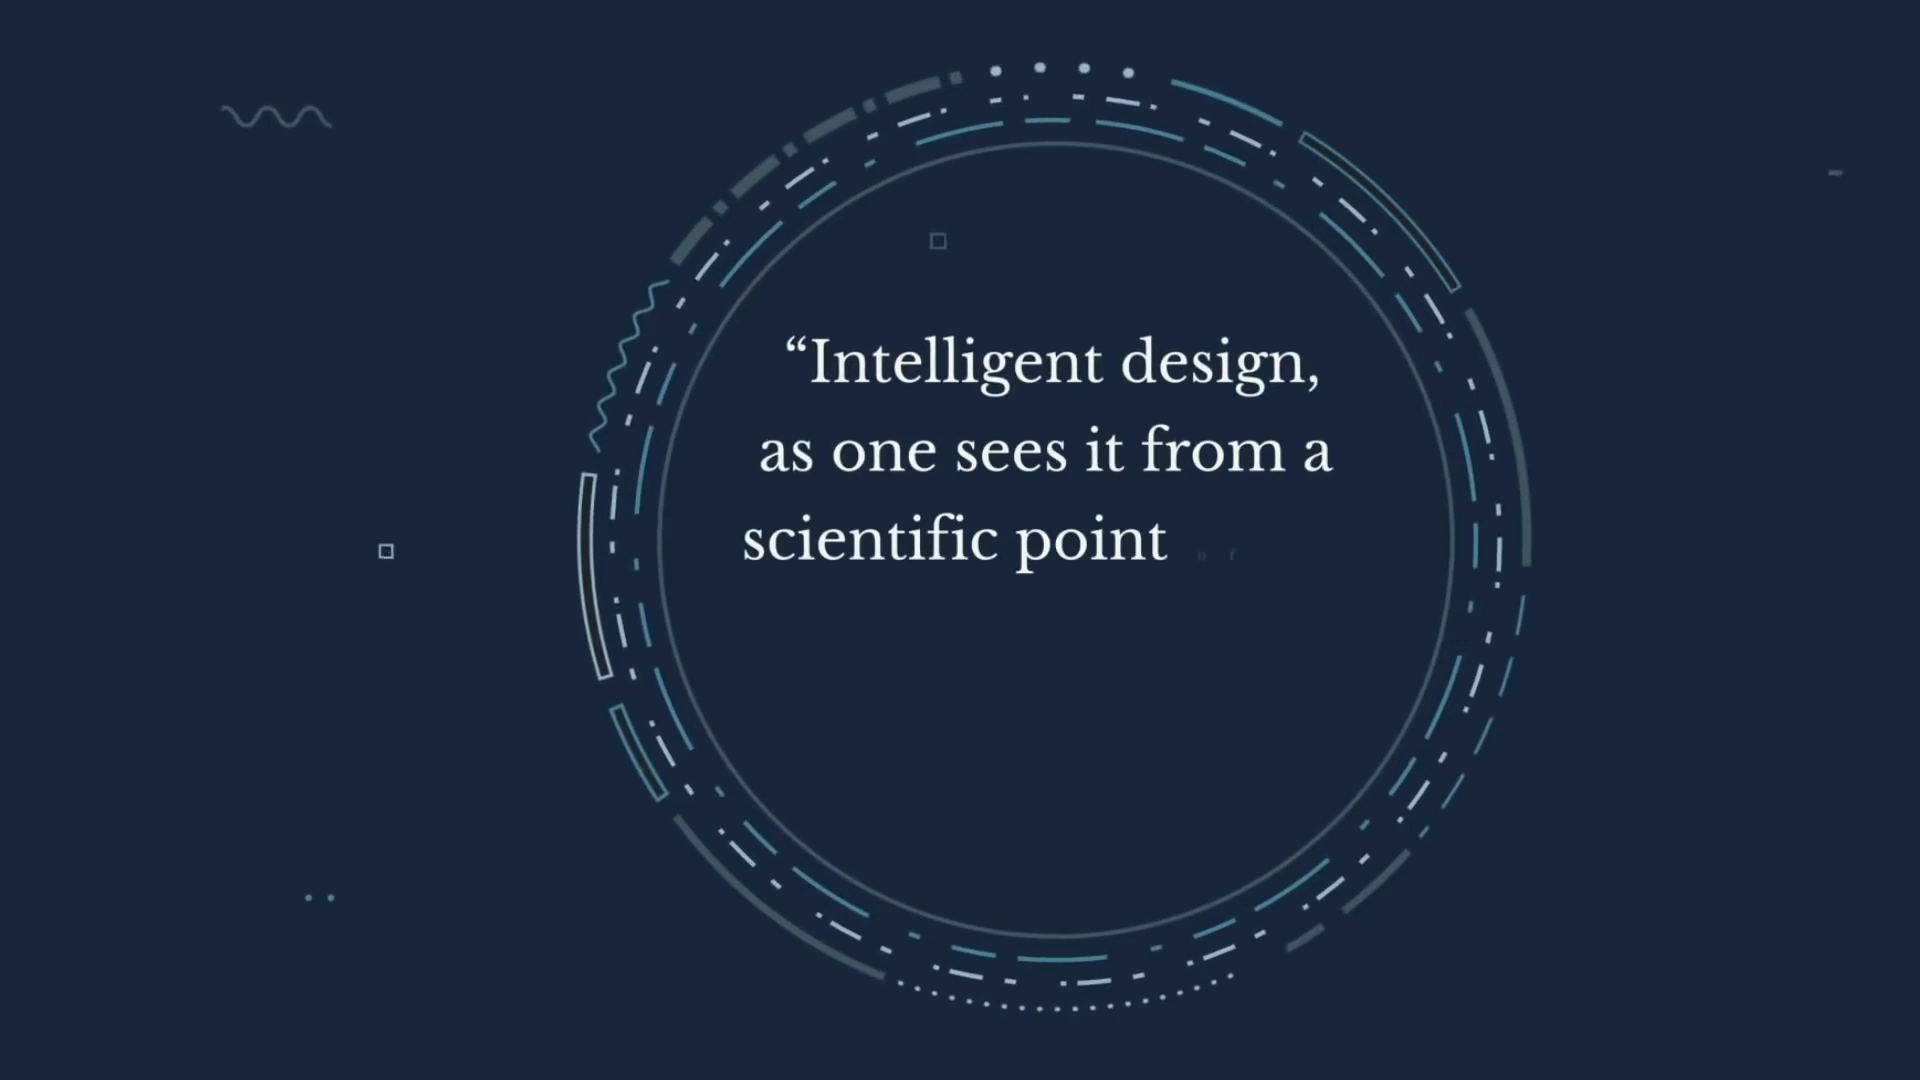 “Intelligent design,
as one sees it from a
scientific point